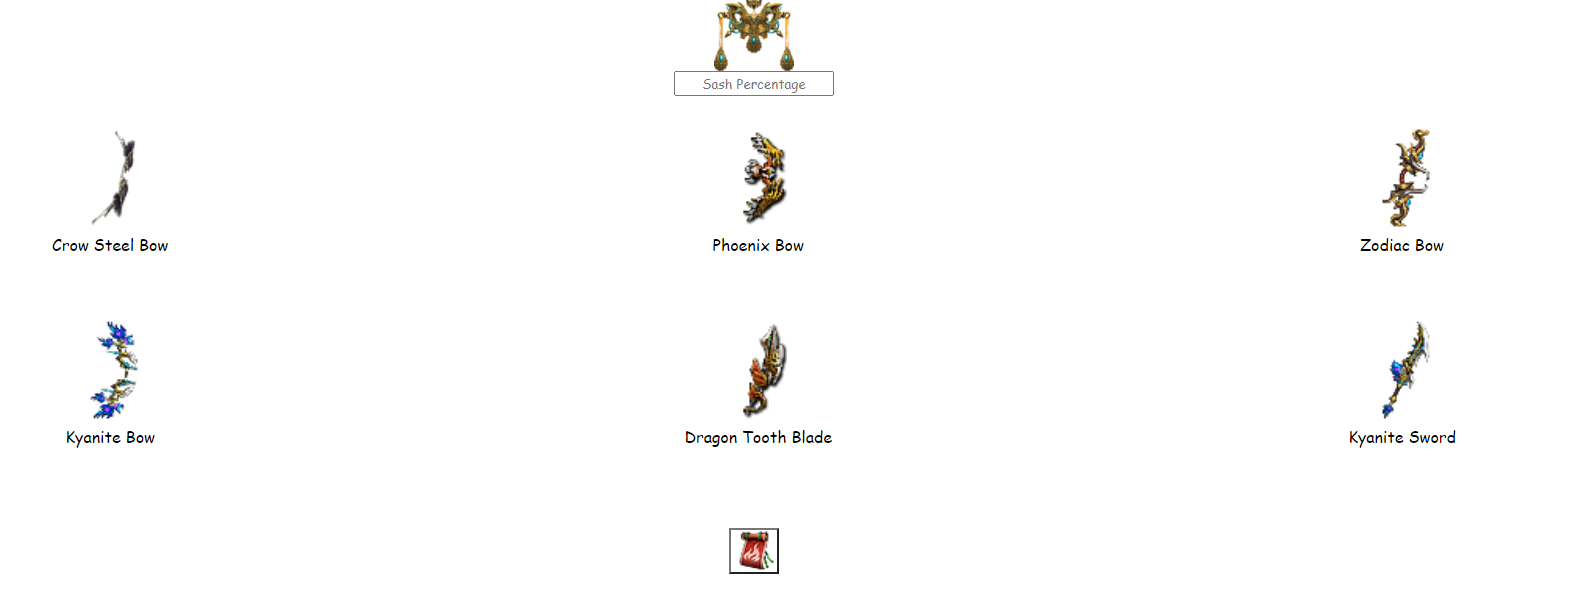 Sash Percentage
Crow Steel Bow
Phoenix Bow
Zodiac Bow
Kyanite Bow
Dragon Tooth Blade
Kyanite Sword